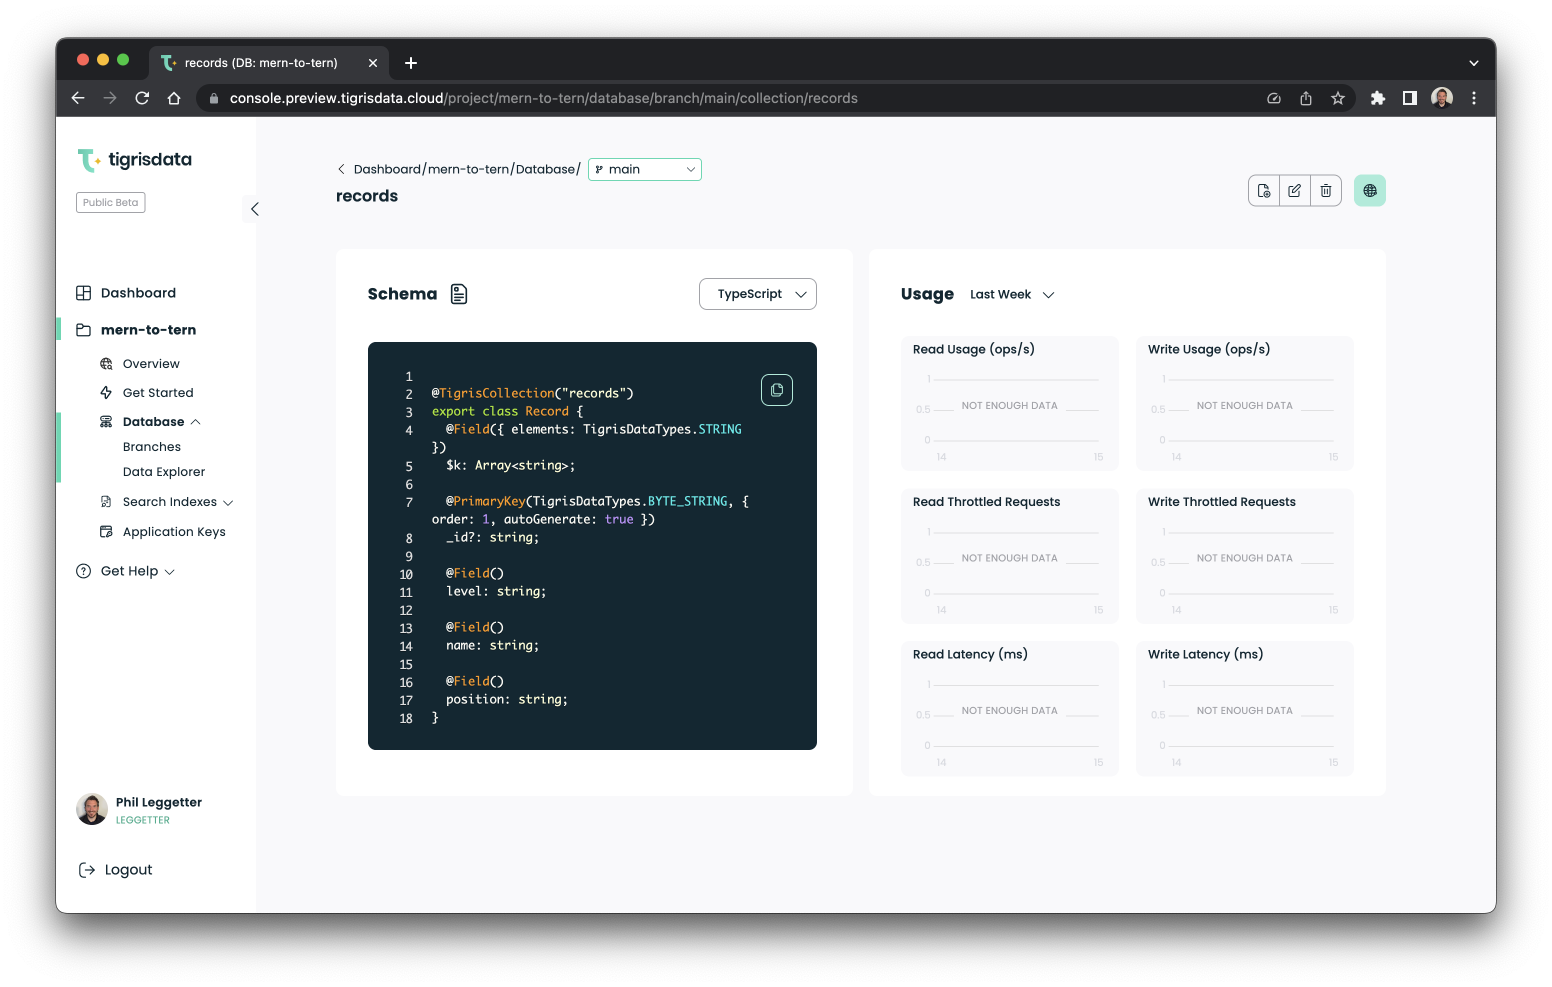 records (DB: mern-to-tern)
console.preview.tigrisdata.cloud/project/mern-to-tern/database/branch/main/collection/records
tigrisdata
Public Beta
Dashboard
mern-to-tern
Overview
Get Started
Database
Branches
Data Explorer
Search Indexes
Application Keys
Get Help
Phil Leggetter
LEGGETTER
Logout
Dashboard/mern-to-tern/Database/ main
records
Schema
TypeScript
1
2 @TigrisCollection("records")
3 export class Record {
4 @Field({ elements: TigrisDataTypes.STRING
})
5 $k: Array<string>;
6
7 @PrimaryKey(TigrisDataTypes.BYTE_STRING, {
order: 1, autoGenerate: true })
8 _id?: string;
9
10 @Field()
11 level: string;
12
13 @Field()
14 name: string;
15
16 @Field()
17 position: string;
18 }
Usage Last Week
Read Usage (ops/s)
1
0.5 NOT ENOUGH DATA
0
14 15
Write Usage (ops/s)
1
0.5 NOT ENOUGH DATA
0
14 15
Read Throttled Requests
1
0.5 NOT ENOUGH DATA
0
14 15
Write Throttled Requests
1
0.5 NOT ENOUGH DATA
0
14 15
Read Latency (ms)
1
0.5 NOT ENOUGH DATA
0
14 15
Write Latency (ms)
1
0.5 NOT ENOUGH DATA
0
14 15